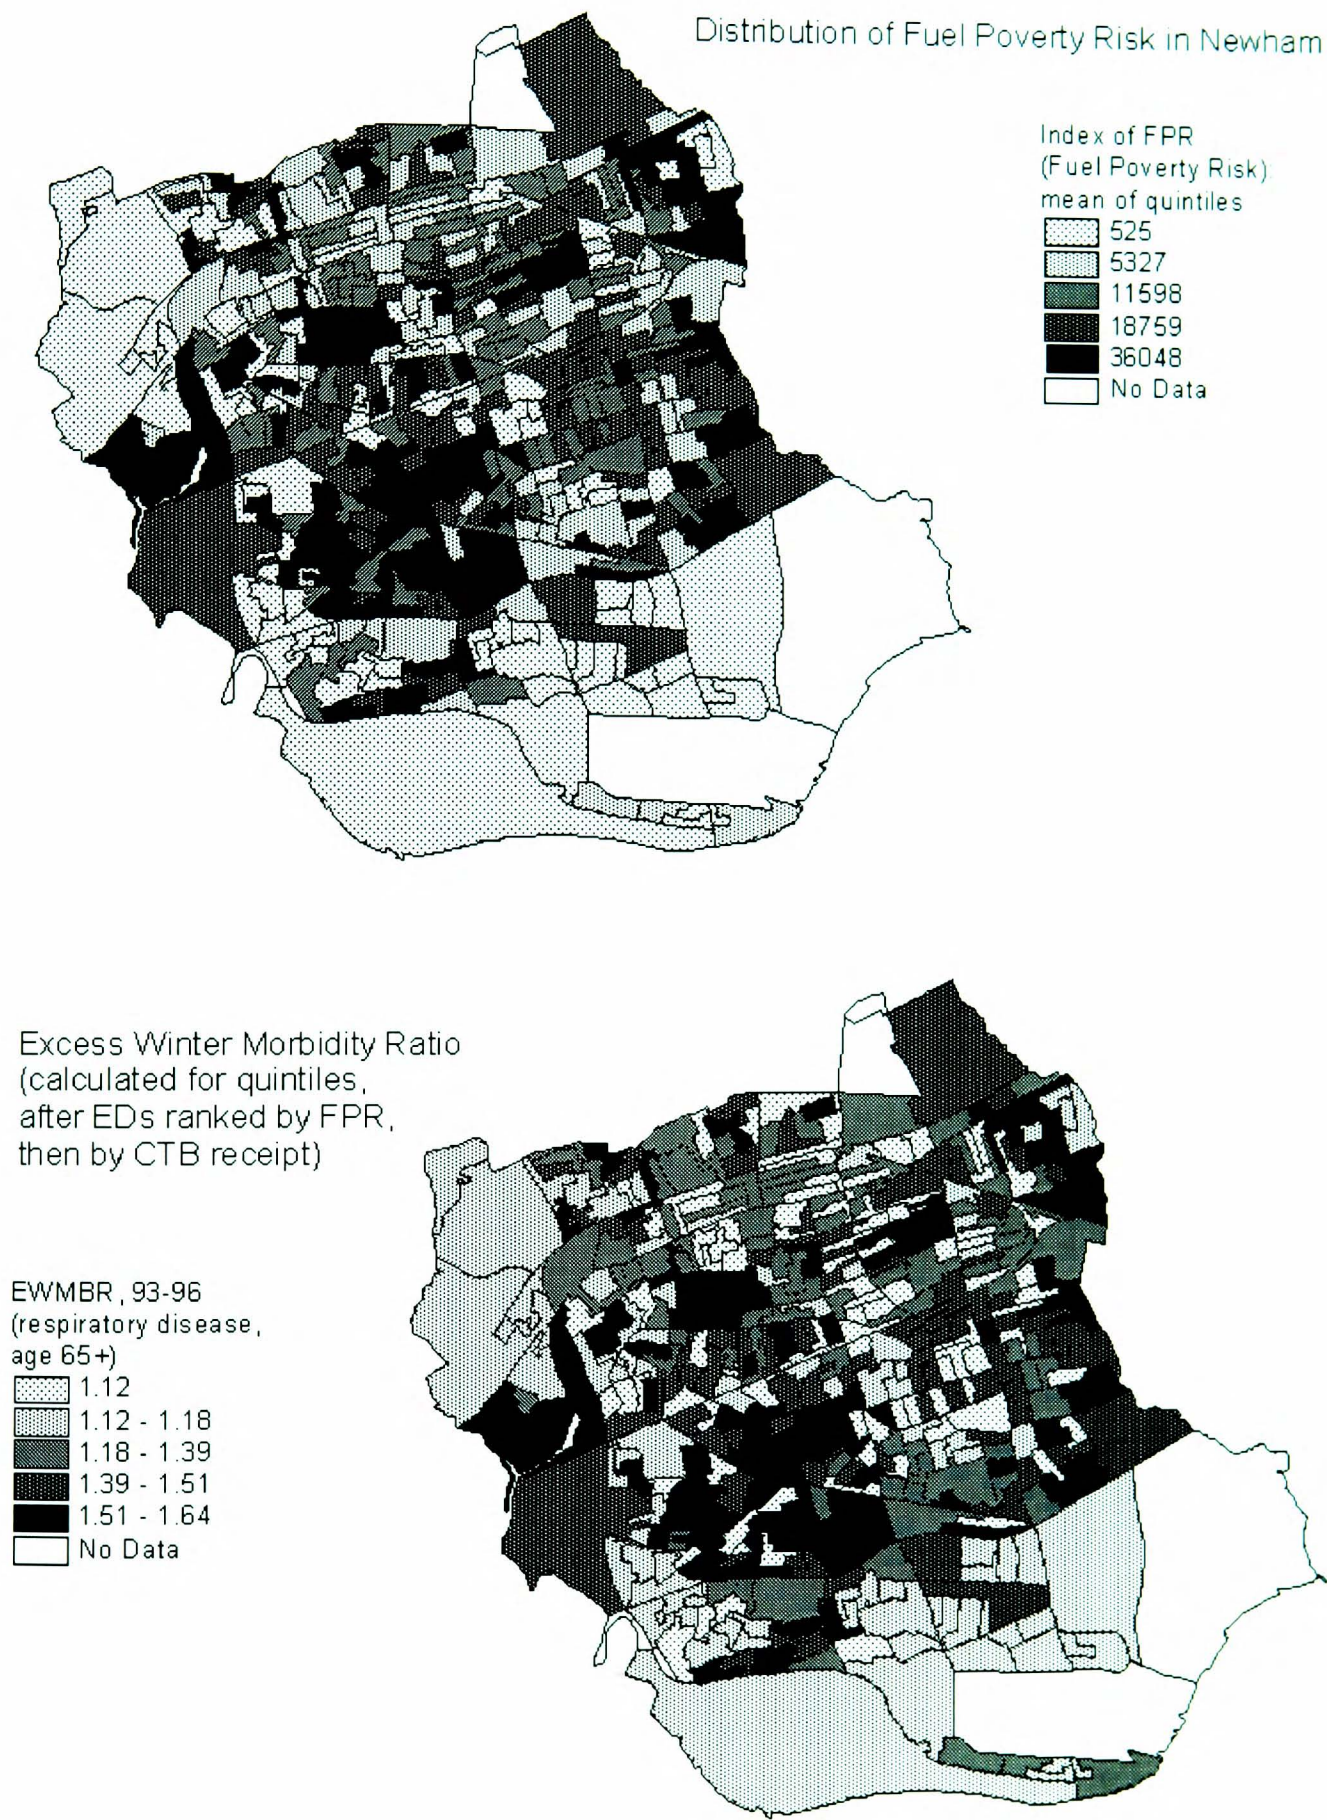 Distribution of Fuel Poverty Risk in Newham
Index of FPR
(Fuel Poverty Risk):
mean of quintiles
525
5327
11598
18759
36048
No Data
Excess Winter Morbidity Ratio
(calculated for quintiles,
after EDs ranked by FPR,
then by CTB receipt)
EWMBR, 93-96
(respiratory disease,
age 65+)
1.12
1.12 - 1.18
1.18 - 1.39
1.39 - 1.51
1.51 - 1.64
No Data